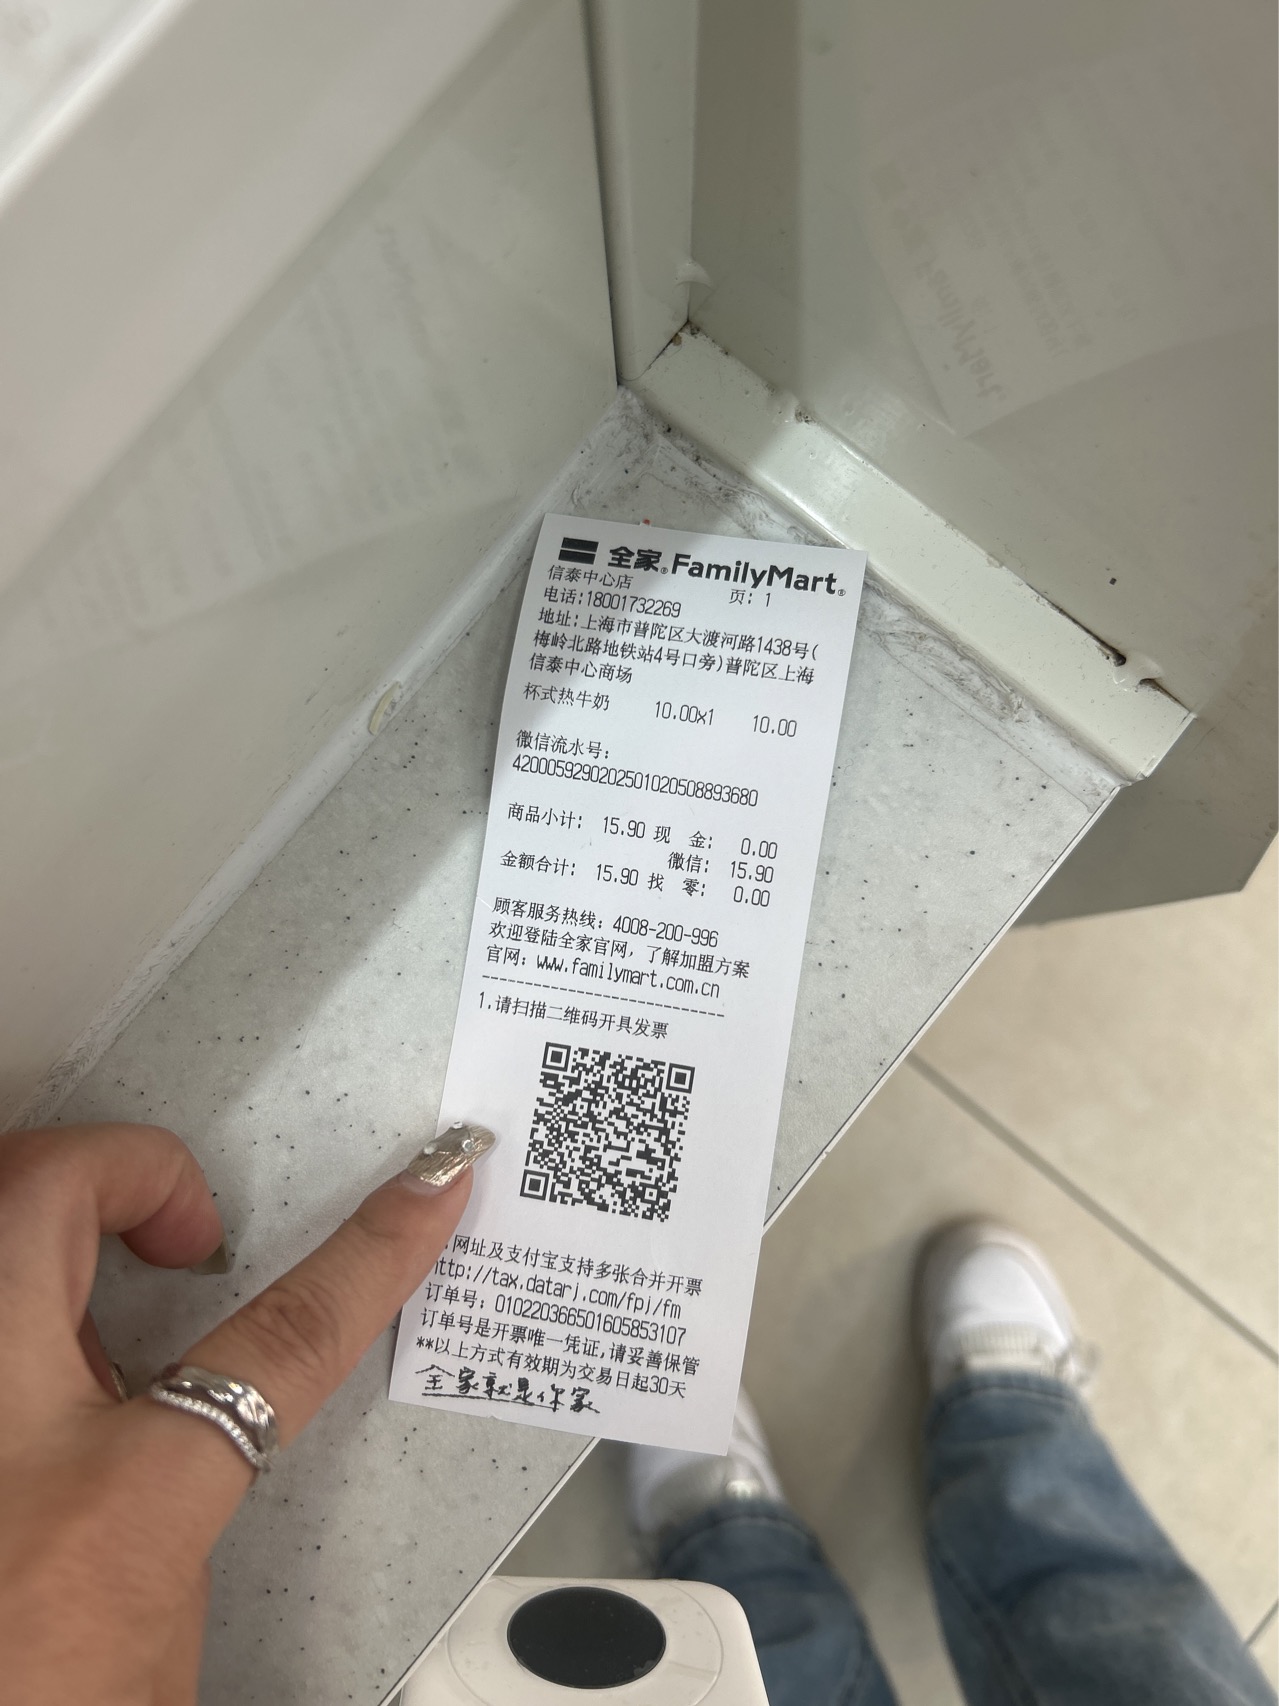 全家® FamilyMart®
信泰中心店 页: 1
电话:18001732269
地址:上海市普陀区大渡河路1438号(
梅岭北路地铁站4号口旁)普陀区上海
信泰中心商场
杯式热牛奶 10.00x1 10.00
微信流水号:
4200059290202501020508893680
商品小计: 15.90 现 金: 0.00
微信: 15.90
金额合计: 15.90 找 零: 0.00
顾客服务热线: 4008-200-996
欢迎登陆全家官网, 了解加盟方案
官网: www.familymart.com.cn
1.请扫描二维码开具发票
网址及支付宝支持多张合并开票
http://tax.datarj.com/fpj/fm
订单号: 01022036650160585​3107
订单号是开票唯一凭证,请妥善保管
**以上方式有效期为交易日起30天
全家就是你家